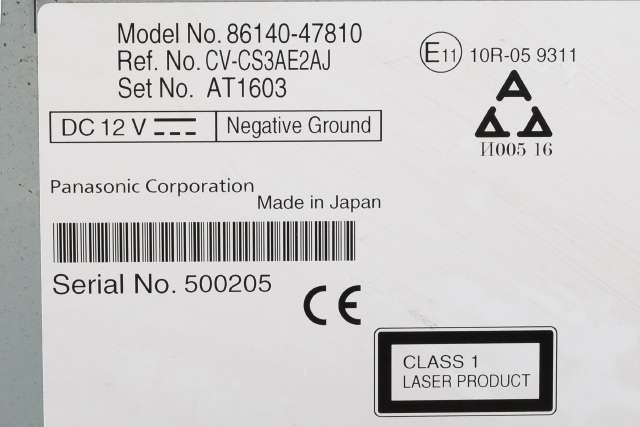 Model No. 86140-47810
Ref. No. CV-CS3AE2AJ
Set No. AT1603
E11 10R-05 9311
И005 16
DC 12 V
Negative Ground
Panasonic Corporation
Made in Japan
Serial No. 500205
CE
CLASS 1
LASER PRODUCT